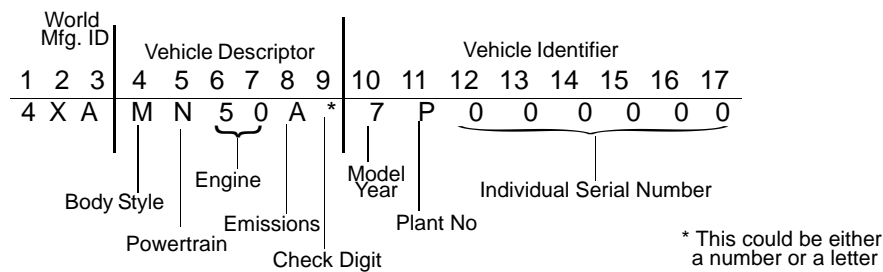 World
Mfg. ID
Vehicle Descriptor
Vehicle Identifier
1 2 3 4 5 6 7 8 9 10 11 12 13 14 15 16 17
4 X A M N 5 0 A * 7 P 0 0 0 0 0 0
Engine
Model
Year
Individual Serial Number
Body Style
Emissions
Plant No
Powertrain
Check Digit
* This could be either
a number or a letter